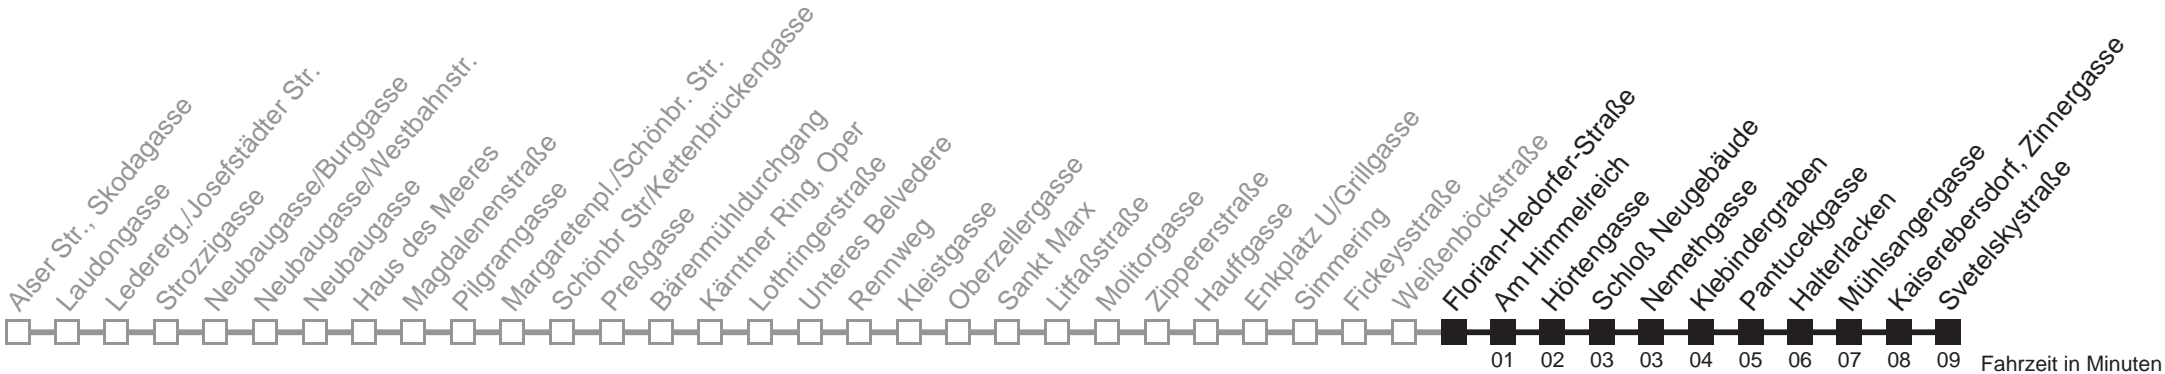 Alser Str., Skodagasse
Laudongasse
Ledererg./Josefstädter Str.
Strozzigasse
Neubaugasse/Burggasse
Neubaugasse/Westbahnstr.
Neubaugasse
Haus des Meeres
Magdalenenstraße
Pilgramgasse
Margaretenpl./Schönbr. Str.
Schönbr Str/Kettenbrückengasse
Preßgasse
Bärenmühldurchgang
Kärntner Ring, Oper
Lothringerstraße
Unteres Belvedere
Rennweg
Kleistgasse
Oberzellergasse
Sankt Marx
Litfaßstraße
Molitorgasse
Zippererstraße
Hauffgasse
Enkplatz U/Grillgasse
Simmering
Fickeysstraße
Weißenböckstraße
Florian-Hedorfer-Straße
Am Himmelreich
Hörtengasse
Schloß Neugebäude
Nemethgasse
Klebindergraben
Pantucekgasse
Halterlacken
Mühlsangergasse
Kaiserebersdorf, Zinnergasse
Svetelskystraße
01 02 03 03 04 05 06 07 08 09 Fahrzeit in Minuten